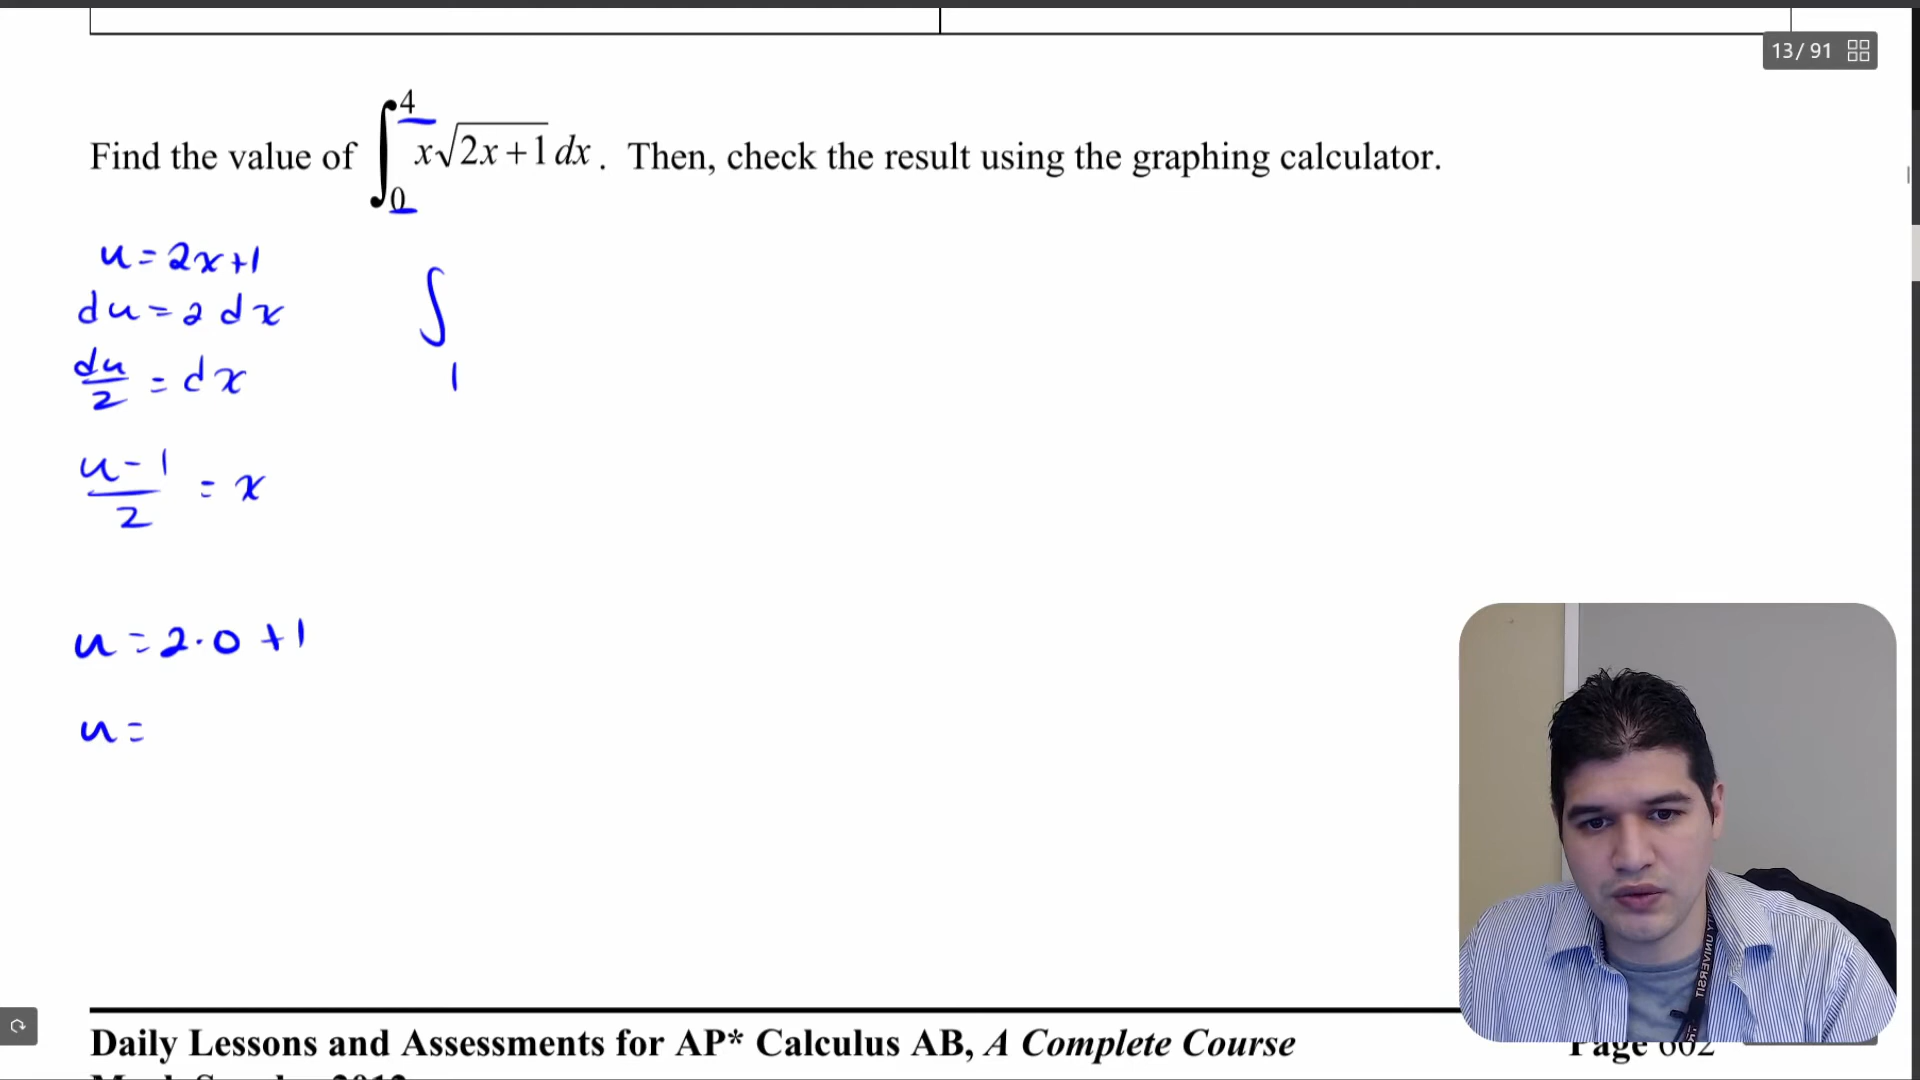 13 / 91
Find the value of ∫₀⁴ x√(2x+1) dx. Then, check the result using the graphing calculator.
u = 2x+1
du = 2 dx
du/2 = dx
∫
1
(u-1)/2 = x
u = 2·0 +1
u =
Daily Lessons and Assessments for AP* Calculus AB, A Complete Course
Page 602